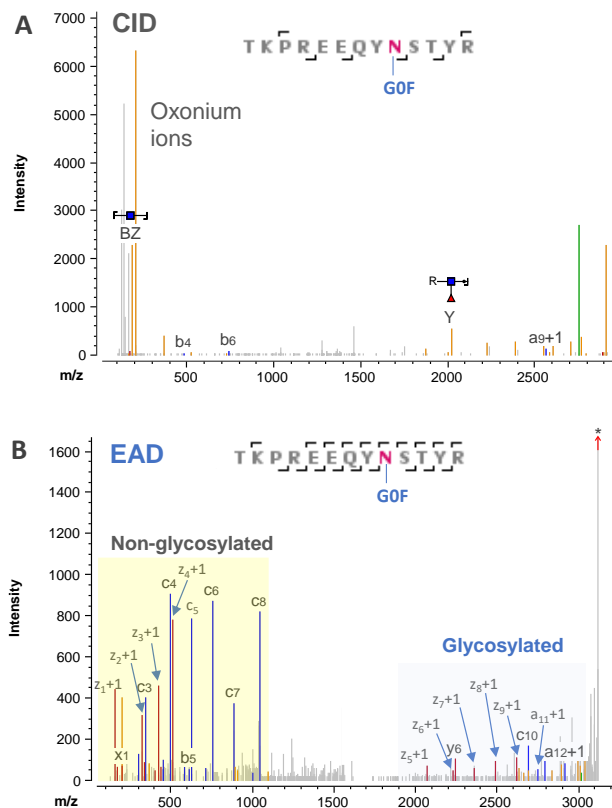 A
CID
TKPREEQYNSTYR
G0F
Oxonium
ions
BZ
R
Y
b4
b6
a9+1
Intensity
7000
6000
5000
4000
3000
2000
1000
0
m/z
500
1000
1500
2000
2500
B
EAD
TKPREEQYNSTYR
G0F
*
Non-glycosylated
Glycosylated
z1+1
z2+1
z3+1
c3
c4
z4+1
c5
c6
c7
c8
x1
b5
z5+1
z6+1
y6
z7+1
z8+1
z9+1
c10
a11+1
a12+1
Intensity
1600
1400
1200
1000
800
600
400
200
0
m/z
500
1000
1500
2000
2500
3000